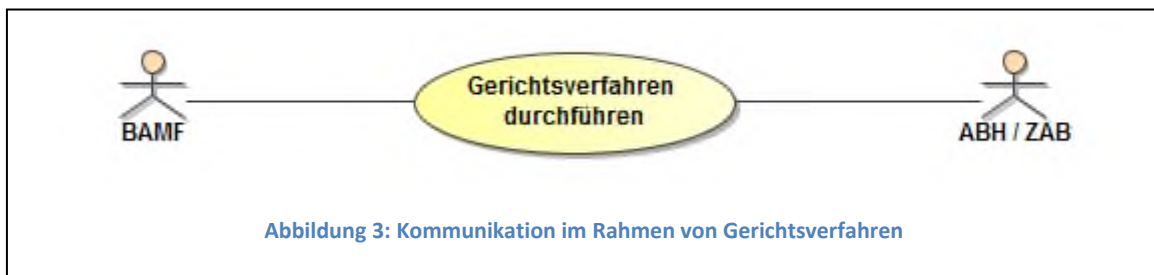 Gerichtsverfahren
durchführen
BAMF
ABH / ZAB
Abbildung 3: Kommunikation im Rahmen von Gerichtsverfahren